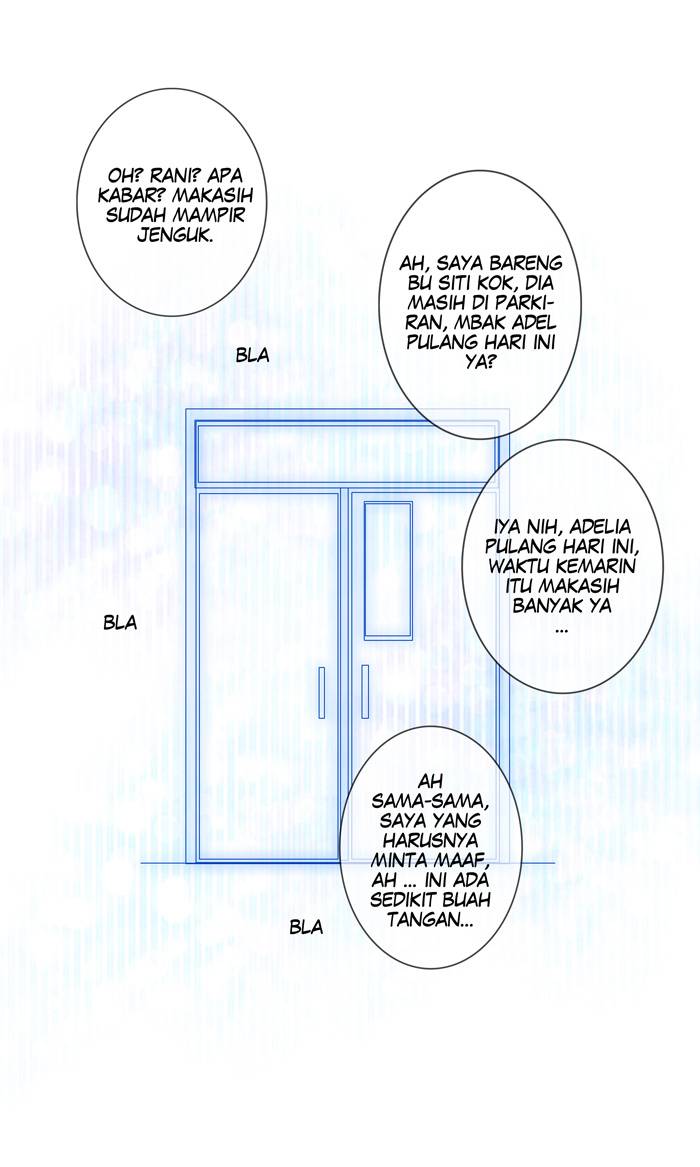 OH? RANI? APA
KABAR? MAKASIH
SUDAH MAMPIR
JENGUK.
AH, SAYA BARENG
BU SITI KOK, DIA
MASIH DI PARKI-
RAN, MBAK ADEL
PULANG HARI INI
YA?
BLA
IYA NIH, ADELIA
PULANG HARI INI,
WAKTU KEMARIN
ITU MAKASIH
BANYAK YA
...
BLA
AH
SAMA-SAMA,
SAYA YANG
HARUSNYA
MINTA MAAF,
AH ... INI ADA
SEDIKIT BUAH
TANGAN...
BLA